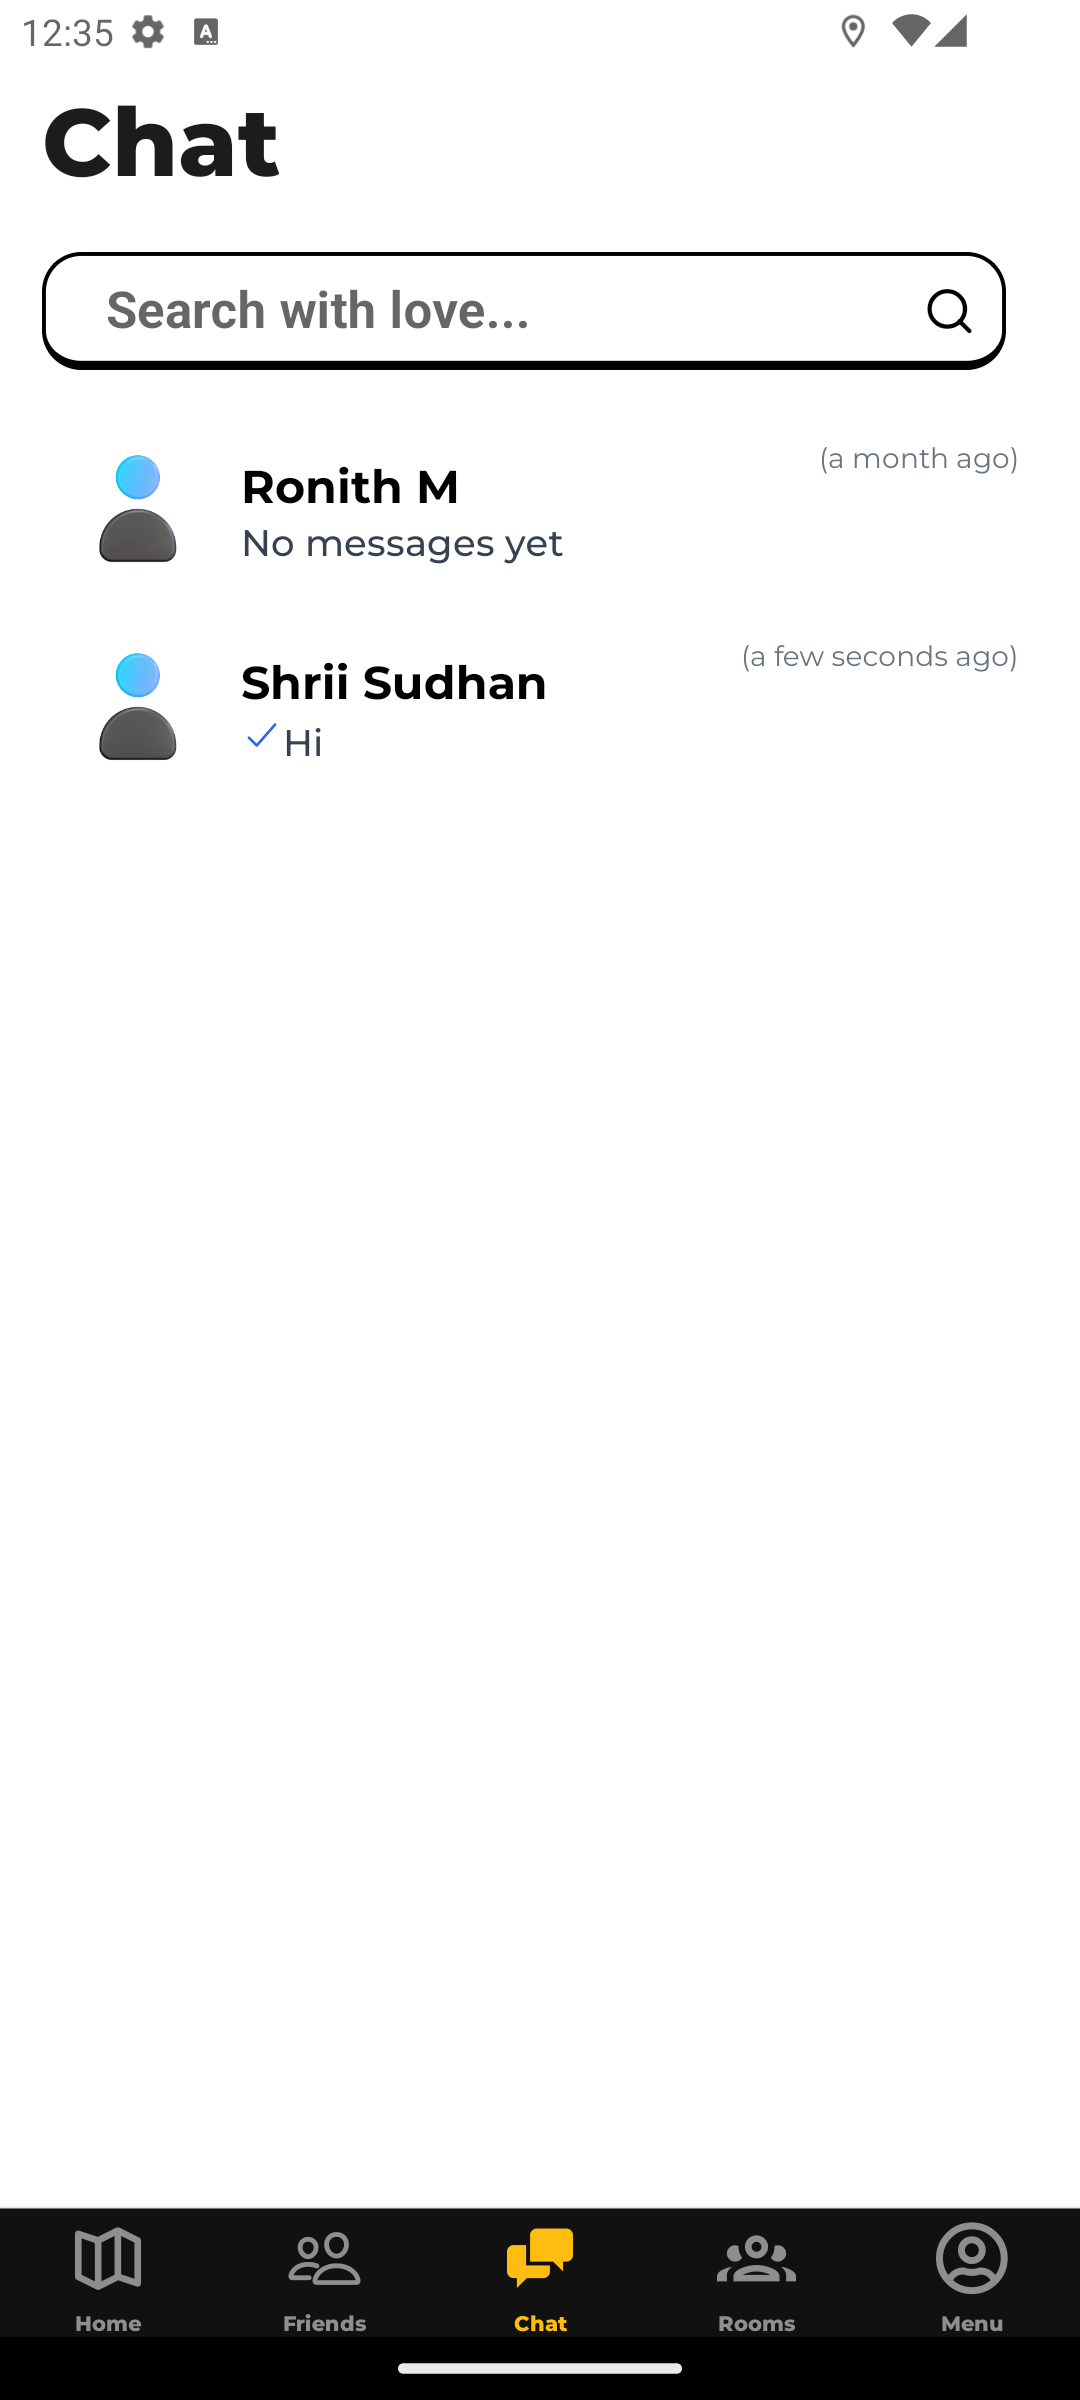 12:35
Chat
Search with love...
(a month ago)
Ronith M
No messages yet
(a few seconds ago)
Shrii Sudhan
Hi
Home Friends Chat Rooms Menu